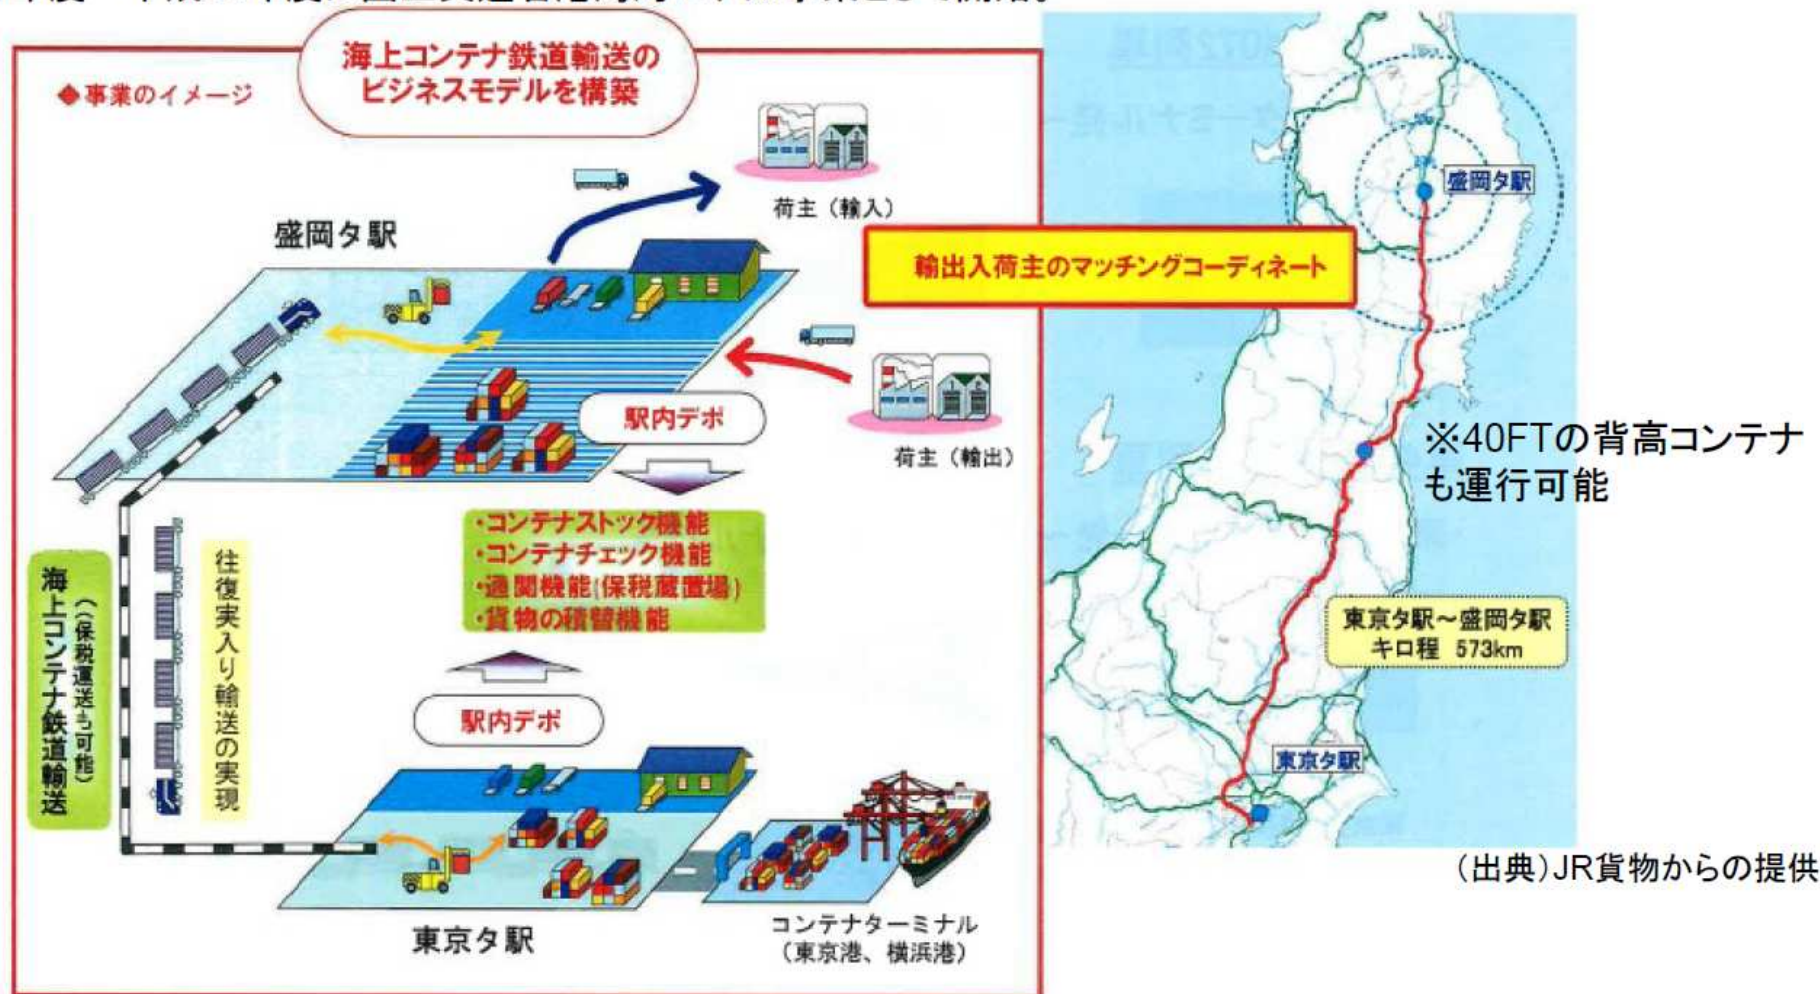 海上コンテナ鉄道輸送の
ビジネスモデルを構築
◆事業のイメージ
荷主（輸入）
盛岡タ駅
輸出入荷主のマッチングコーディネート
駅内デポ
荷主（輸出）
・コンテナストック機能
・コンテナチェック機能
・通関機能(保税蔵置場)
・貨物の積替機能
往復実入り輸送の実現
海上コンテナ鉄道輸送
(（保税運送も可能）
駅内デポ
東京タ駅
コンテナターミナル
（東京港、横浜港）
盛岡タ駅
※40FTの背高コンテナ
も運行可能
東京タ駅～盛岡タ駅
キロ程 573km
東京タ駅
（出典）JR貨物からの提供